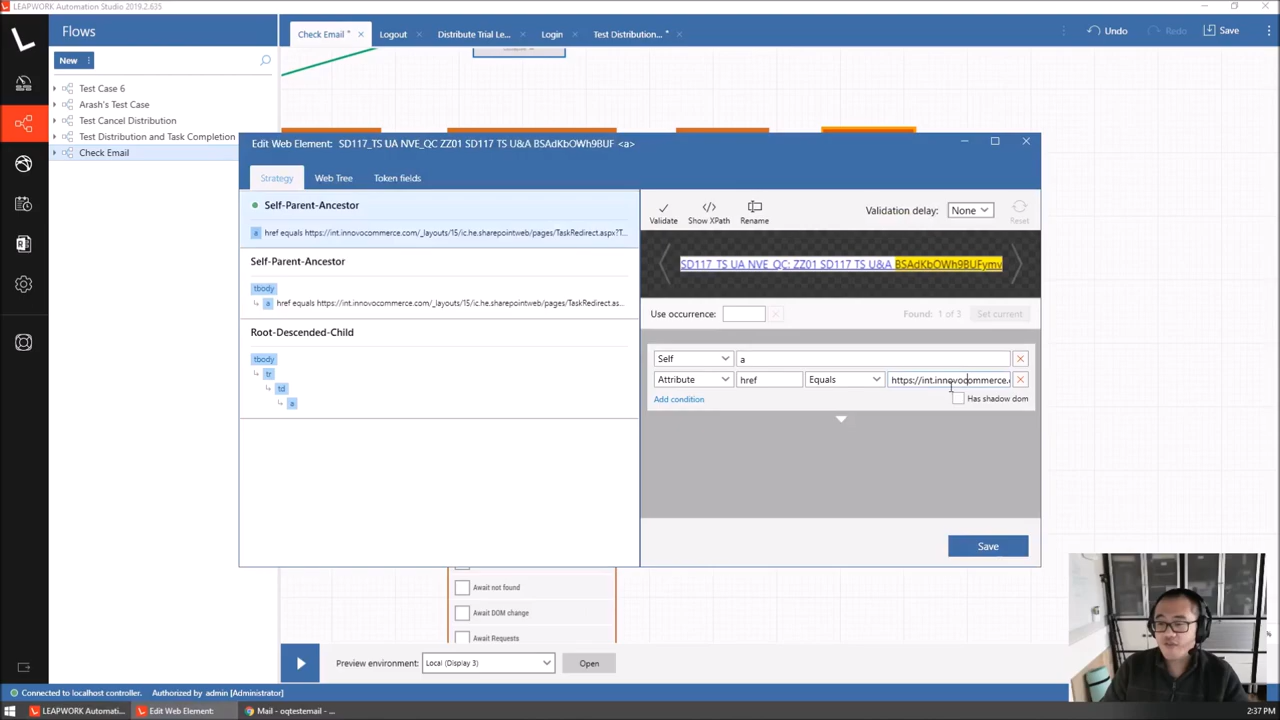 LEAPWORK Automation Studio 2019.2.635
Flows
Check Email *
Logout
Distribute Trial Le...
Login
Test Distribution... *
Undo
Redo
Save
New
Test Case 6
Arash's Test Case
Test Cancel Distribution
Test Distribution and Task Completion
Check Email
Edit Web Element: SD117_TS UA NVE_QC ZZ01 SD117 TS U&A BSAdKbOWh9BUF <a>
Strategy
Web Tree
Token fields
Self-Parent-Ancestor
a href equals https://int.innovocommerce.com/_layouts/15/ic.he.sharepointweb/pages/TaskRedirect.aspx?T...
Self-Parent-Ancestor
tbody
a href equals https://int.innovocommerce.com/_layouts/15/ic.he.sharepointweb/pages/TaskRedirect.as...
Root-Descended-Child
tbody
tr
td
a
Validate
Show XPath
Rename
Validation delay: None
Reset
SD117_TS UA NVE_QC: ZZ01 SD117 TS U&A BSAdKbOWh9BUFymv
Use occurrence:
Found: 1 of 3
Set current
Self a
Attribute href Equals https://int.innovocommerce.
Add condition
Has shadow dom
Save
Await not found
Await DOM change
Await Requests
Preview environment: Local (Display 3) Open
Connected to localhost controller. Authorized by admin [Administrator]
LEAPWORK Automati...
Edit Web Element:
Mail - oqtestemail - ...
2:37 PM